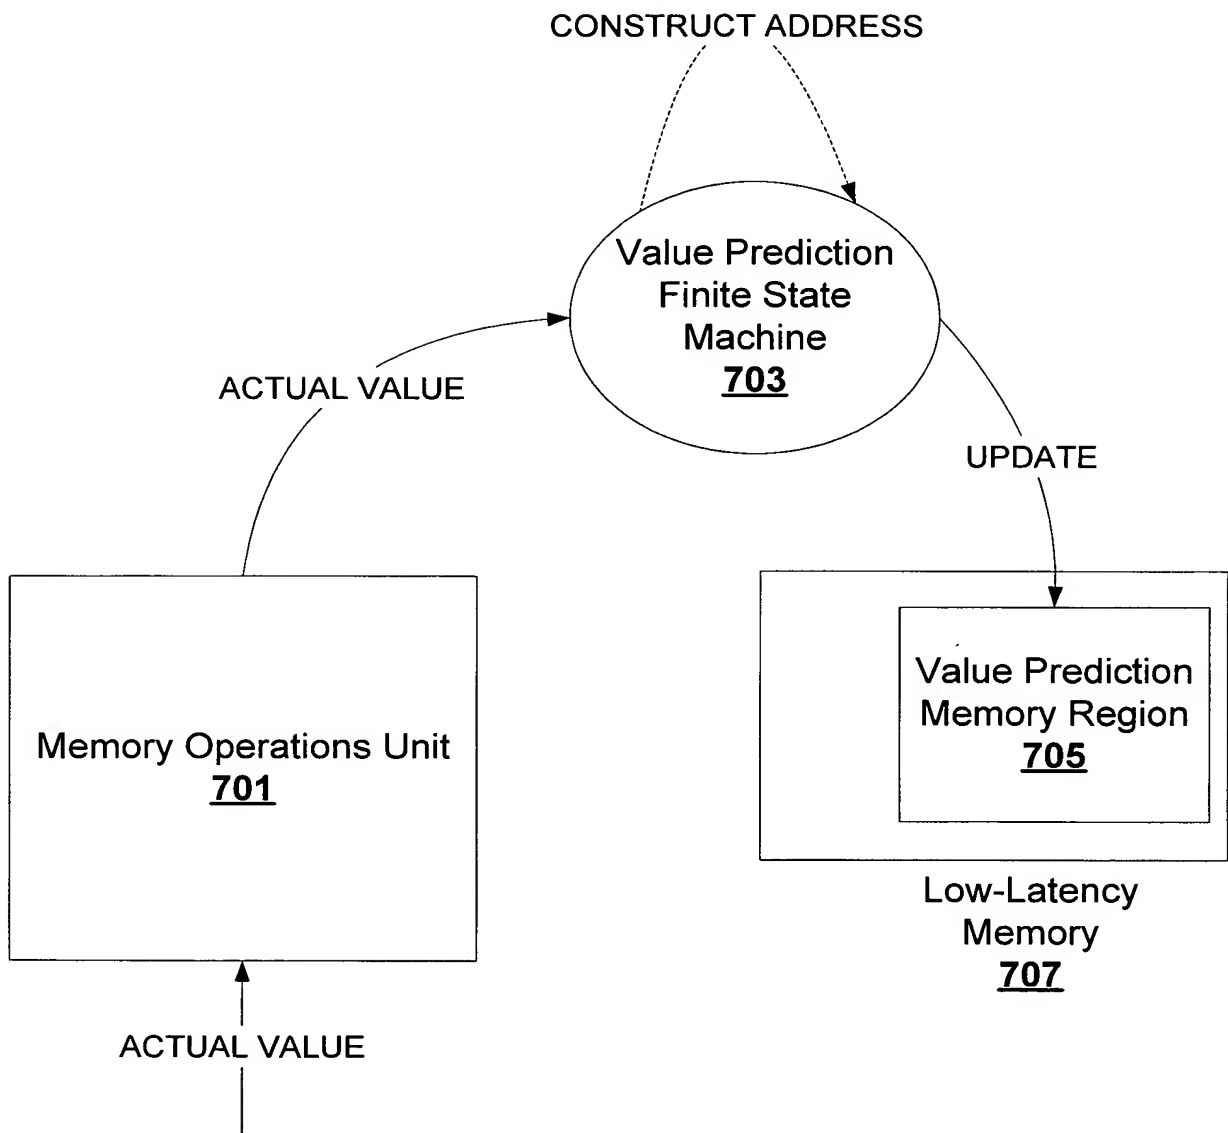 CONSTRUCT ADDRESS
Value Prediction
Finite State
Machine
703
ACTUAL VALUE
UPDATE
Memory Operations Unit
701
Value Prediction
Memory Region
705
Low-Latency
Memory
707
ACTUAL VALUE